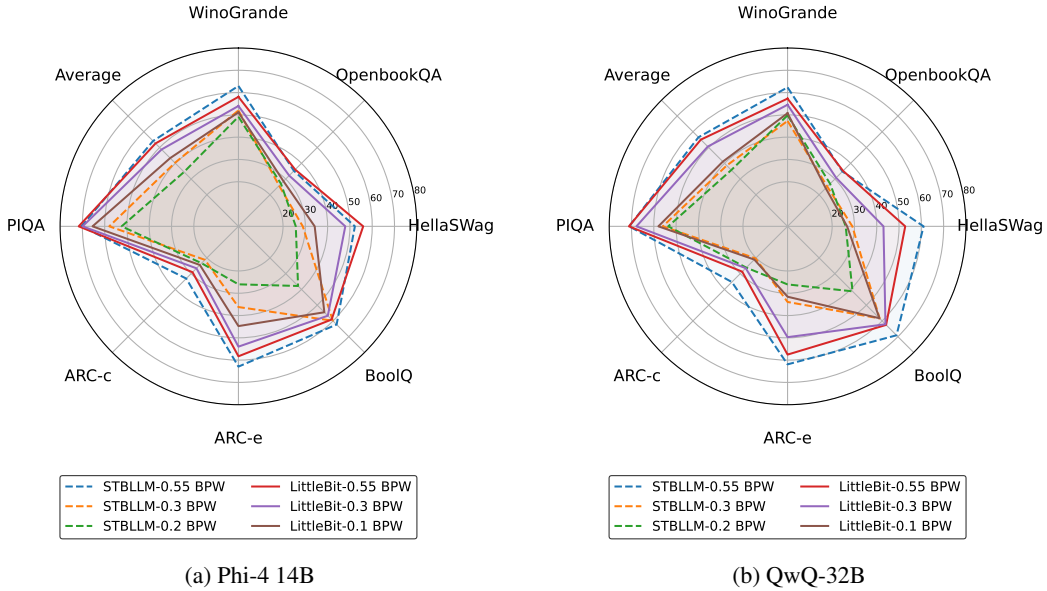 WinoGrande
Average
OpenbookQA
80
70
60
50
40
30
20
PIQA
HellaSWag
ARC-c
BoolQ
ARC-e
STBLLM-0.55 BPW
LittleBit-0.55 BPW
STBLLM-0.3 BPW
LittleBit-0.3 BPW
STBLLM-0.2 BPW
LittleBit-0.1 BPW
(a) Phi-4 14B
WinoGrande
Average
OpenbookQA
80
70
60
50
40
30
20
PIQA
HellaSWag
ARC-c
BoolQ
ARC-e
STBLLM-0.55 BPW
LittleBit-0.55 BPW
STBLLM-0.3 BPW
LittleBit-0.3 BPW
STBLLM-0.2 BPW
LittleBit-0.1 BPW
(b) QwQ-32B